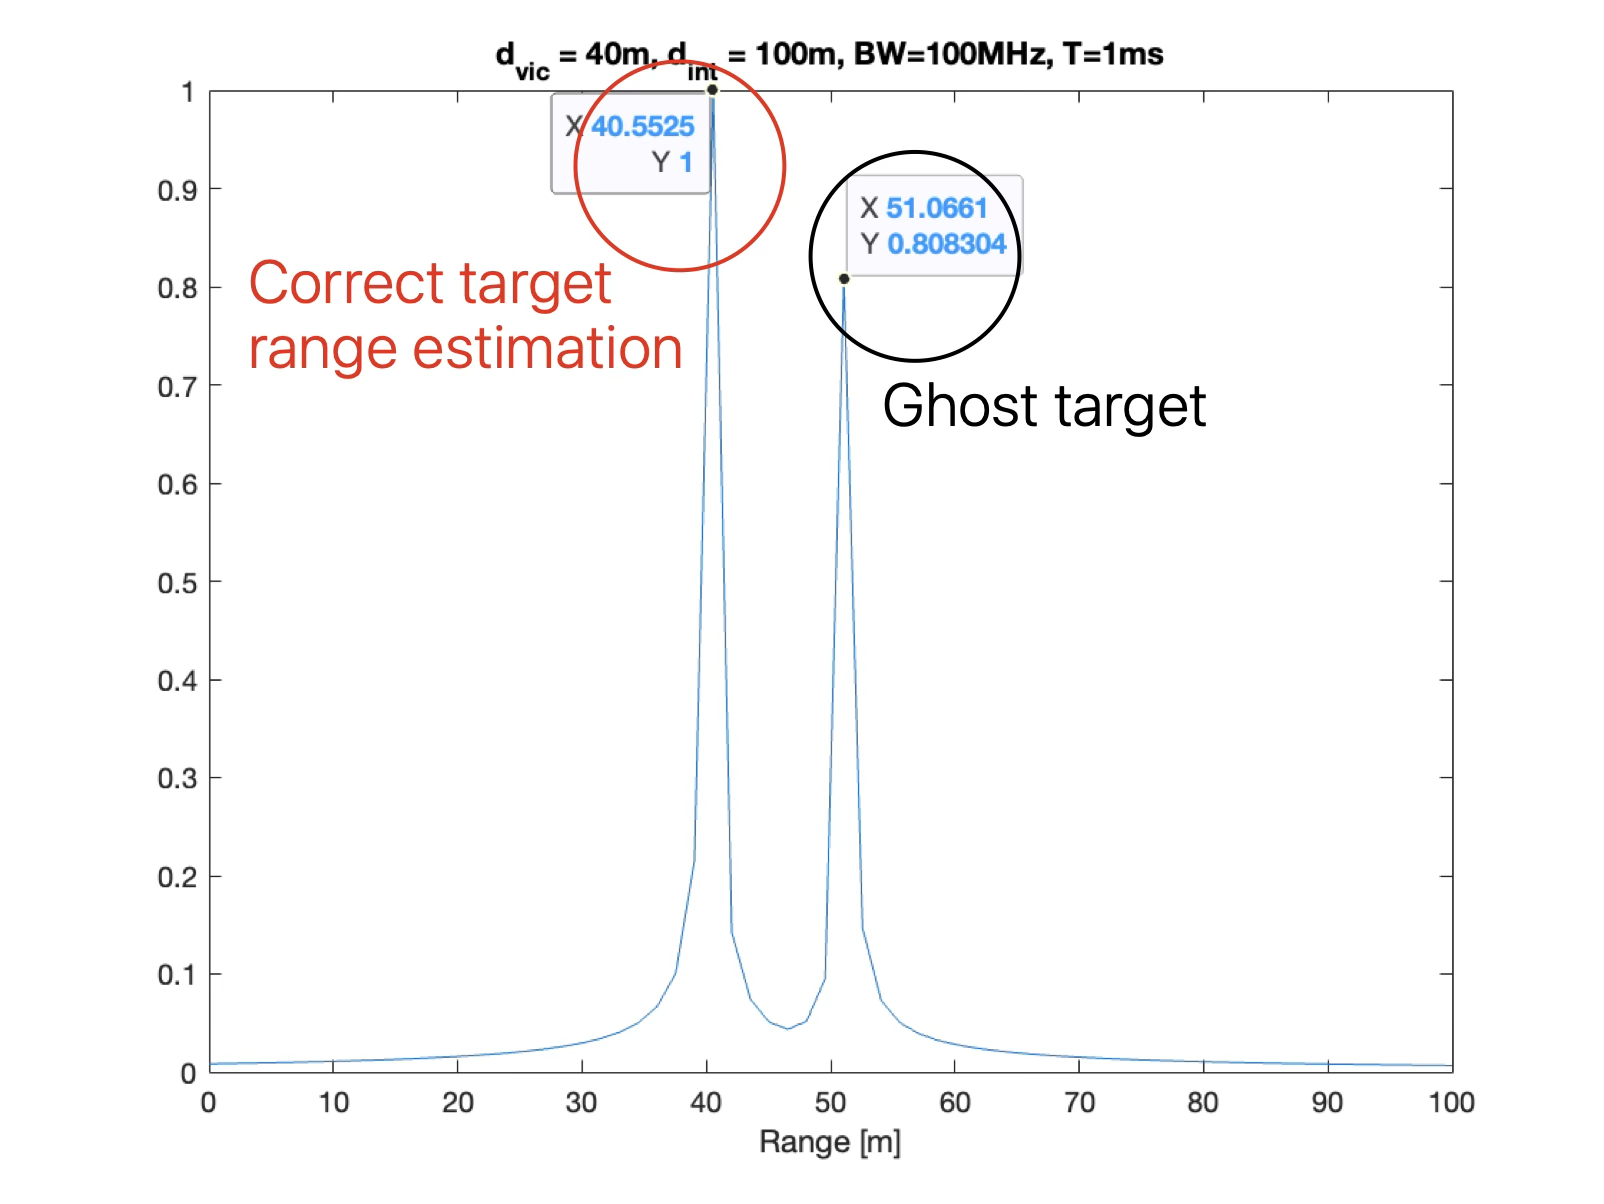 d_vic = 40m, d_int = 100m, BW=100MHz, T=1ms
X 40.5525
Y 1
X 51.0661
Y 0.808304
Correct target
range estimation
Ghost target
1
0.9
0.8
0.7
0.6
0.5
0.4
0.3
0.2
0.1
0
0 10 20 30 40 50 60 70 80 90 100
Range [m]